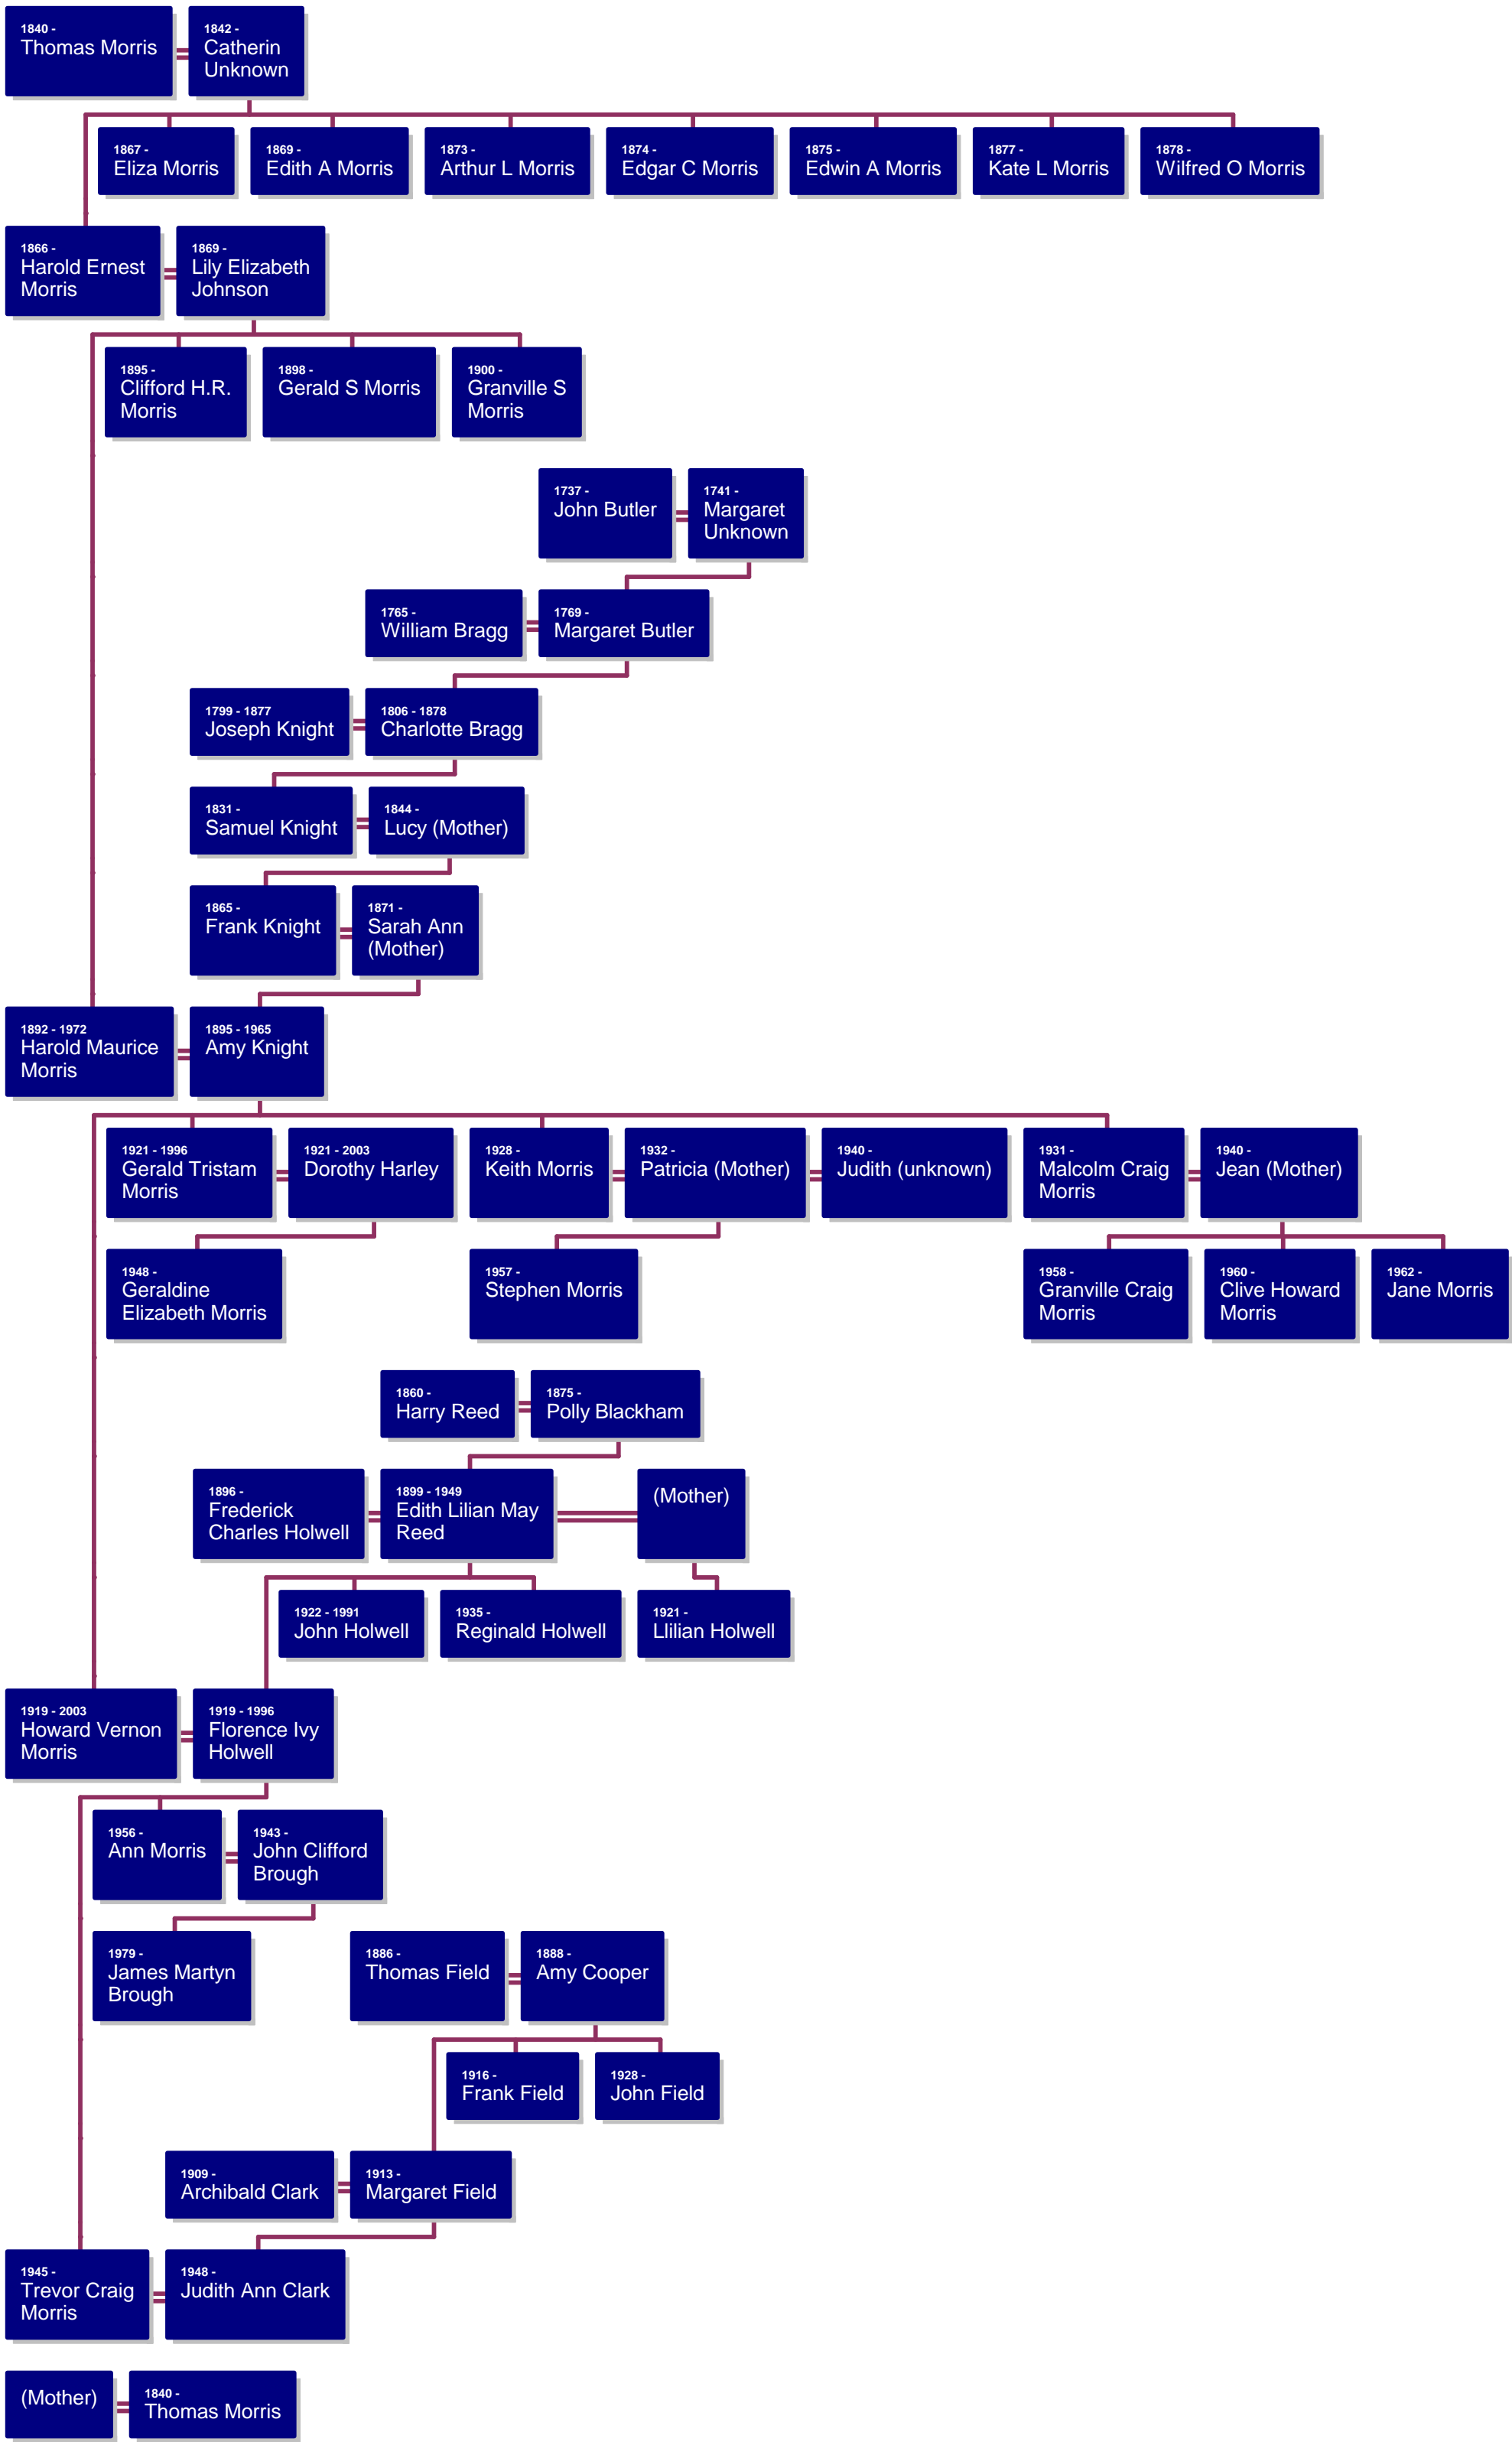 1840 -
Thomas Morris
1842 -
Catherin
Unknown
1867 -
Eliza Morris
1869 -
Edith A Morris
1873 -
Arthur L Morris
1874 -
Edgar C Morris
1875 -
Edwin A Morris
1877 -
Kate L Morris
1878 -
Wilfred O Morris
1866 -
Harold Ernest
Morris
1869 -
Lily Elizabeth
Johnson
1895 -
Clifford H.R.
Morris
1898 -
Gerald S Morris
1900 -
Granville S
Morris
1737 -
John Butler
1741 -
Margaret
Unknown
1765 -
William Bragg
1769 -
Margaret Butler
1799 - 1877
Joseph Knight
1806 - 1878
Charlotte Bragg
1831 -
Samuel Knight
1844 -
Lucy (Mother)
1865 -
Frank Knight
1871 -
Sarah Ann
(Mother)
1892 - 1972
Harold Maurice
Morris
1895 - 1965
Amy Knight
1921 - 1996
Gerald Tristam
Morris
1921 - 2003
Dorothy Harley
1928 -
Keith Morris
1932 -
Patricia (Mother)
1940 -
Judith (unknown)
1931 -
Malcolm Craig
Morris
1940 -
Jean (Mother)
1948 -
Geraldine
Elizabeth Morris
1957 -
Stephen Morris
1958 -
Granville Craig
Morris
1960 -
Clive Howard
Morris
1962 -
Jane Morris
1860 -
Harry Reed
1875 -
Polly Blackham
1896 -
Frederick
Charles Holwell
1899 - 1949
Edith Lilian May
Reed
(Mother)
1922 - 1991
John Holwell
1935 -
Reginald Holwell
1921 -
Llilian Holwell
1919 - 2003
Howard Vernon
Morris
1919 - 1996
Florence Ivy
Holwell
1956 -
Ann Morris
1943 -
John Clifford
Brough
1979 -
James Martyn
Brough
1886 -
Thomas Field
1888 -
Amy Cooper
1916 -
Frank Field
1928 -
John Field
1909 -
Archibald Clark
1913 -
Margaret Field
1945 -
Trevor Craig
Morris
1948 -
Judith Ann Clark
(Mother)
1840 -
Thomas Morris